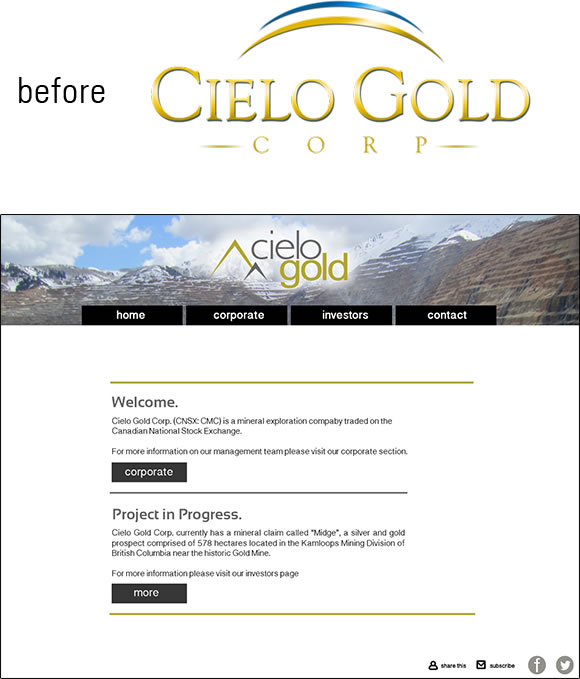 before
CIELO GOLD
CORP
cielo
gold
home
corporate
investors
contact
Welcome.
Cielo Gold Corp. (CNSX: CMC) is a mineral exploration compaby traded on the
Canadian National Stock Exchange.
For more information on our management team please visit our corporate section.
corporate
Project in Progress.
Cielo Gold Corp. currently has a mineral claim called "Midge", a silver and gold
prospect comprised of 578 hectares located in the Kamloops Mining Division of
British Columbia near the historic Gold Mine.
For more information please visit our investors page
more
share this
subscribe